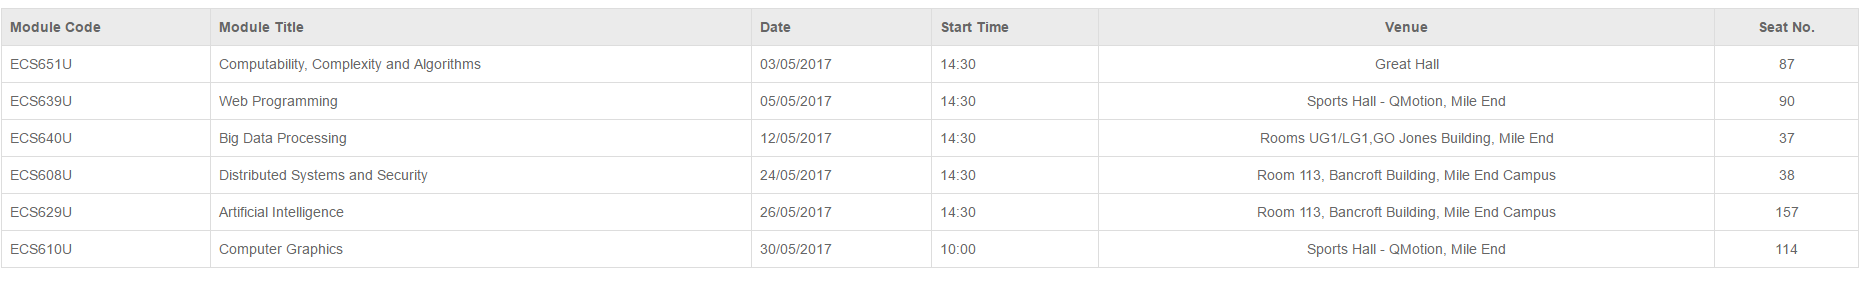 Module Code Module Title Date Start Time Venue Seat No.
ECS651U Computability, Complexity and Algorithms 03/05/2017 14:30 Great Hall 87
ECS639U Web Programming 05/05/2017 14:30 Sports Hall - QMotion, Mile End 90
ECS640U Big Data Processing 12/05/2017 14:30 Rooms UG1/LG1,GO Jones Building, Mile End 37
ECS608U Distributed Systems and Security 24/05/2017 14:30 Room 113, Bancroft Building, Mile End Campus 38
ECS629U Artificial Intelligence 26/05/2017 14:30 Room 113, Bancroft Building, Mile End Campus 157
ECS610U Computer Graphics 30/05/2017 10:00 Sports Hall - QMotion, Mile End 114